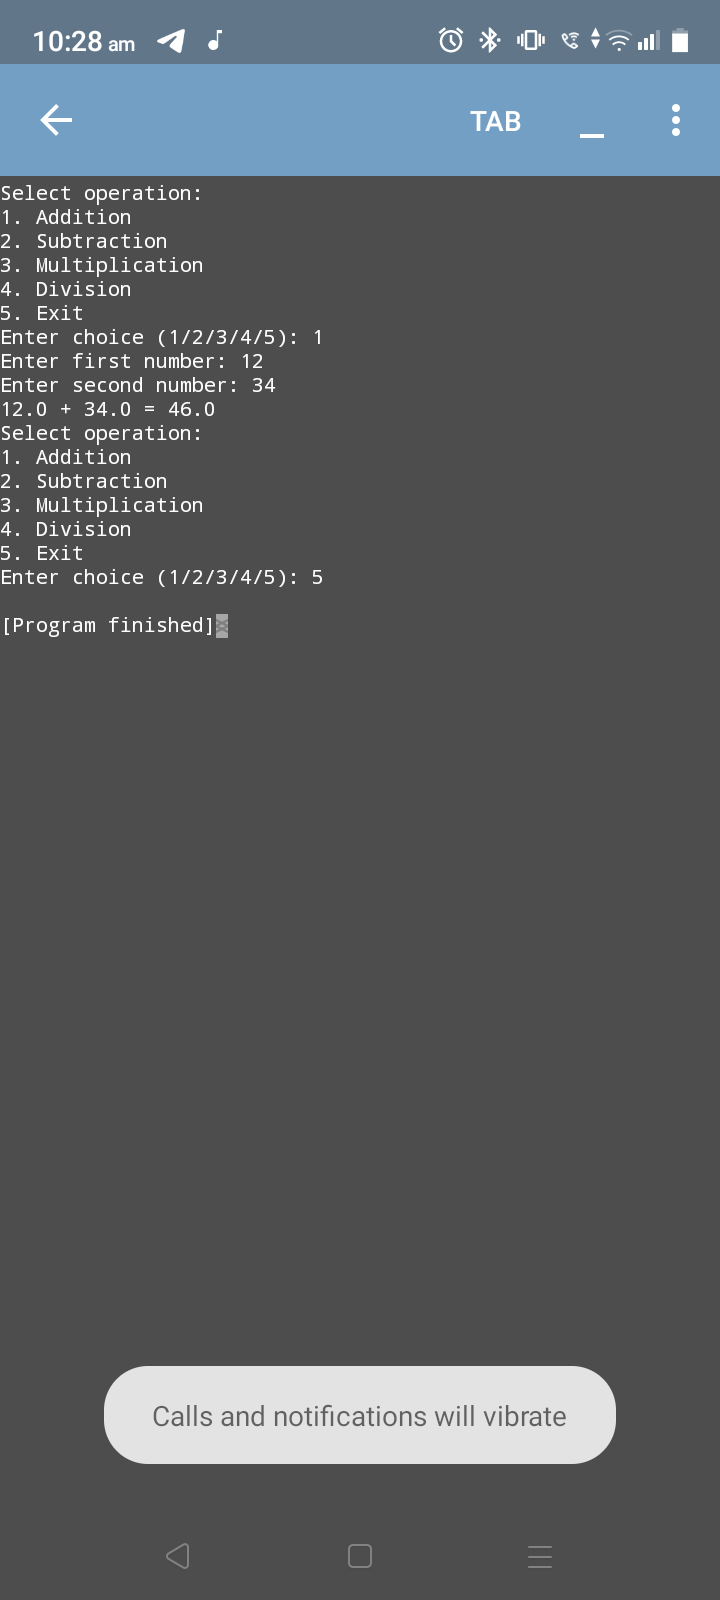 10:28 am
TAB
Select operation:
1. Addition
2. Subtraction
3. Multiplication
4. Division
5. Exit
Enter choice (1/2/3/4/5): 1
Enter first number: 12
Enter second number: 34
12.0 + 34.0 = 46.0
Select operation:
1. Addition
2. Subtraction
3. Multiplication
4. Division
5. Exit
Enter choice (1/2/3/4/5): 5
[Program finished]
Calls and notifications will vibrate